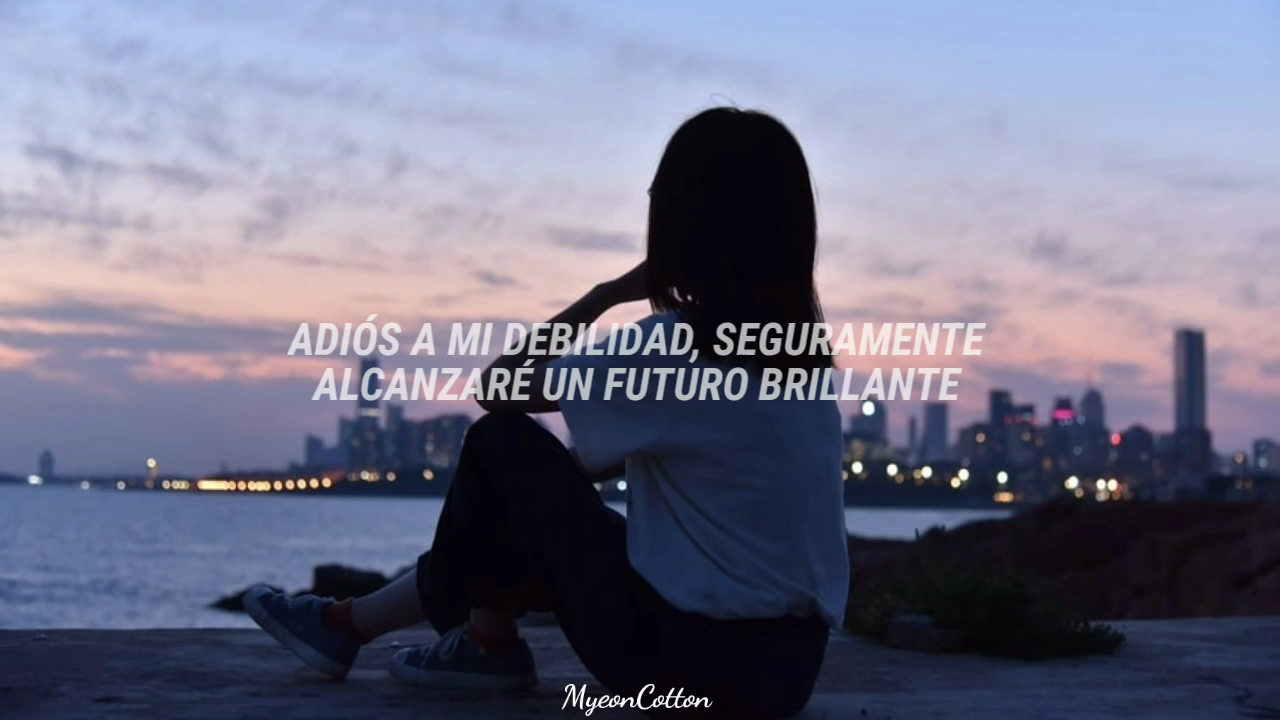 ADIÓS A MI DEBILIDAD, SEGURAMENTE
ALCANZARÉ UN FUTURO BRILLANTE
MyeonCotton